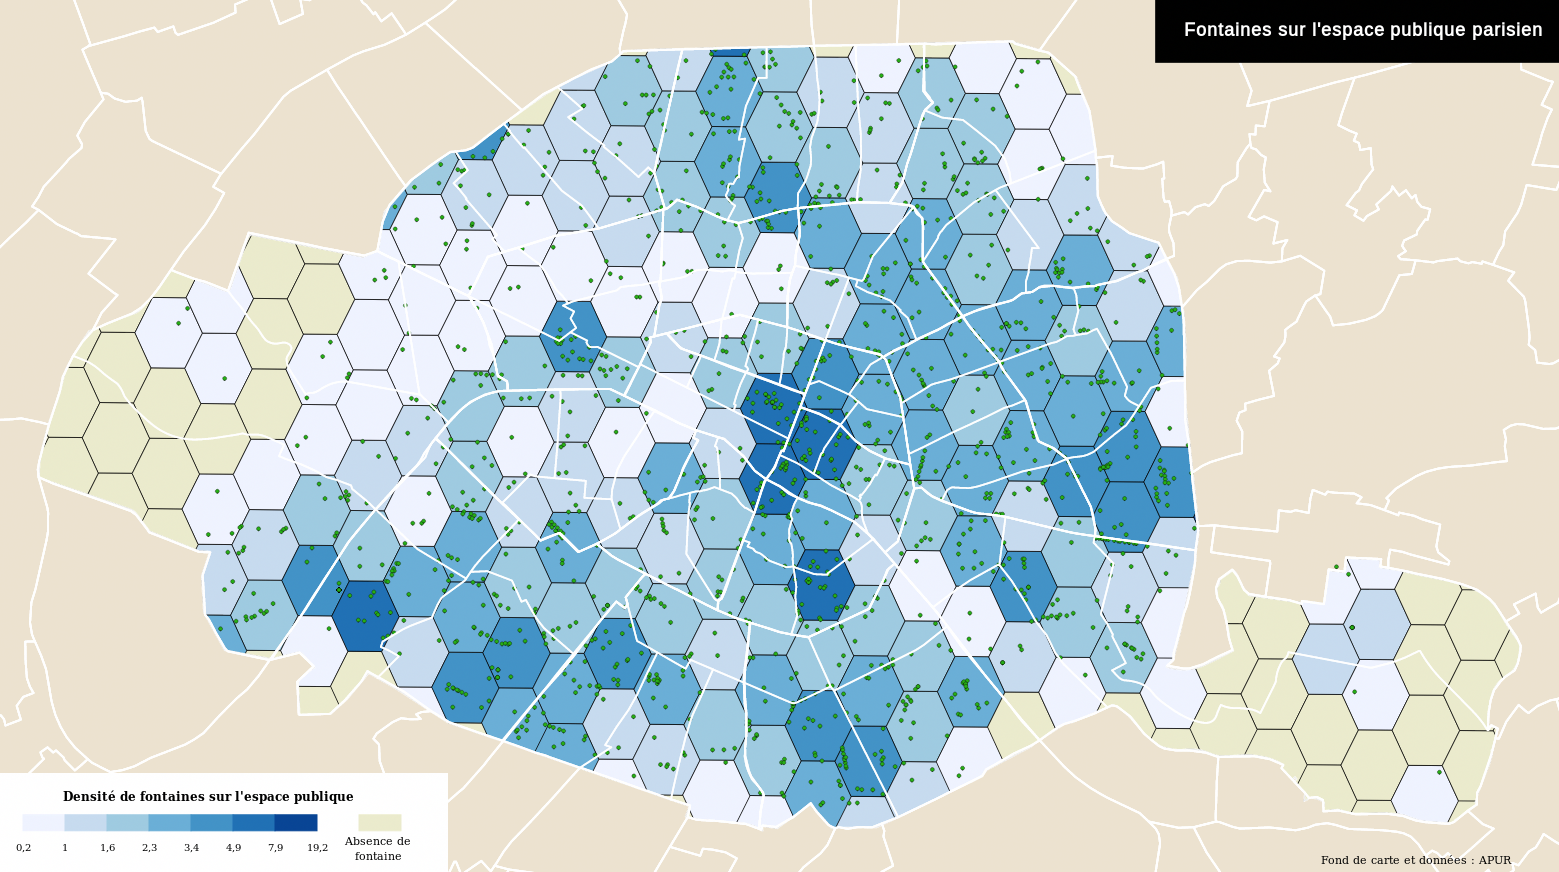 Fontaines sur l'espace publique parisien
Densité de fontaines sur l'espace publique
0,2 1 1,6 2,3 3,4 4,9 7,9 19,2
Absence de
fontaine
Fond de carte et données : APUR